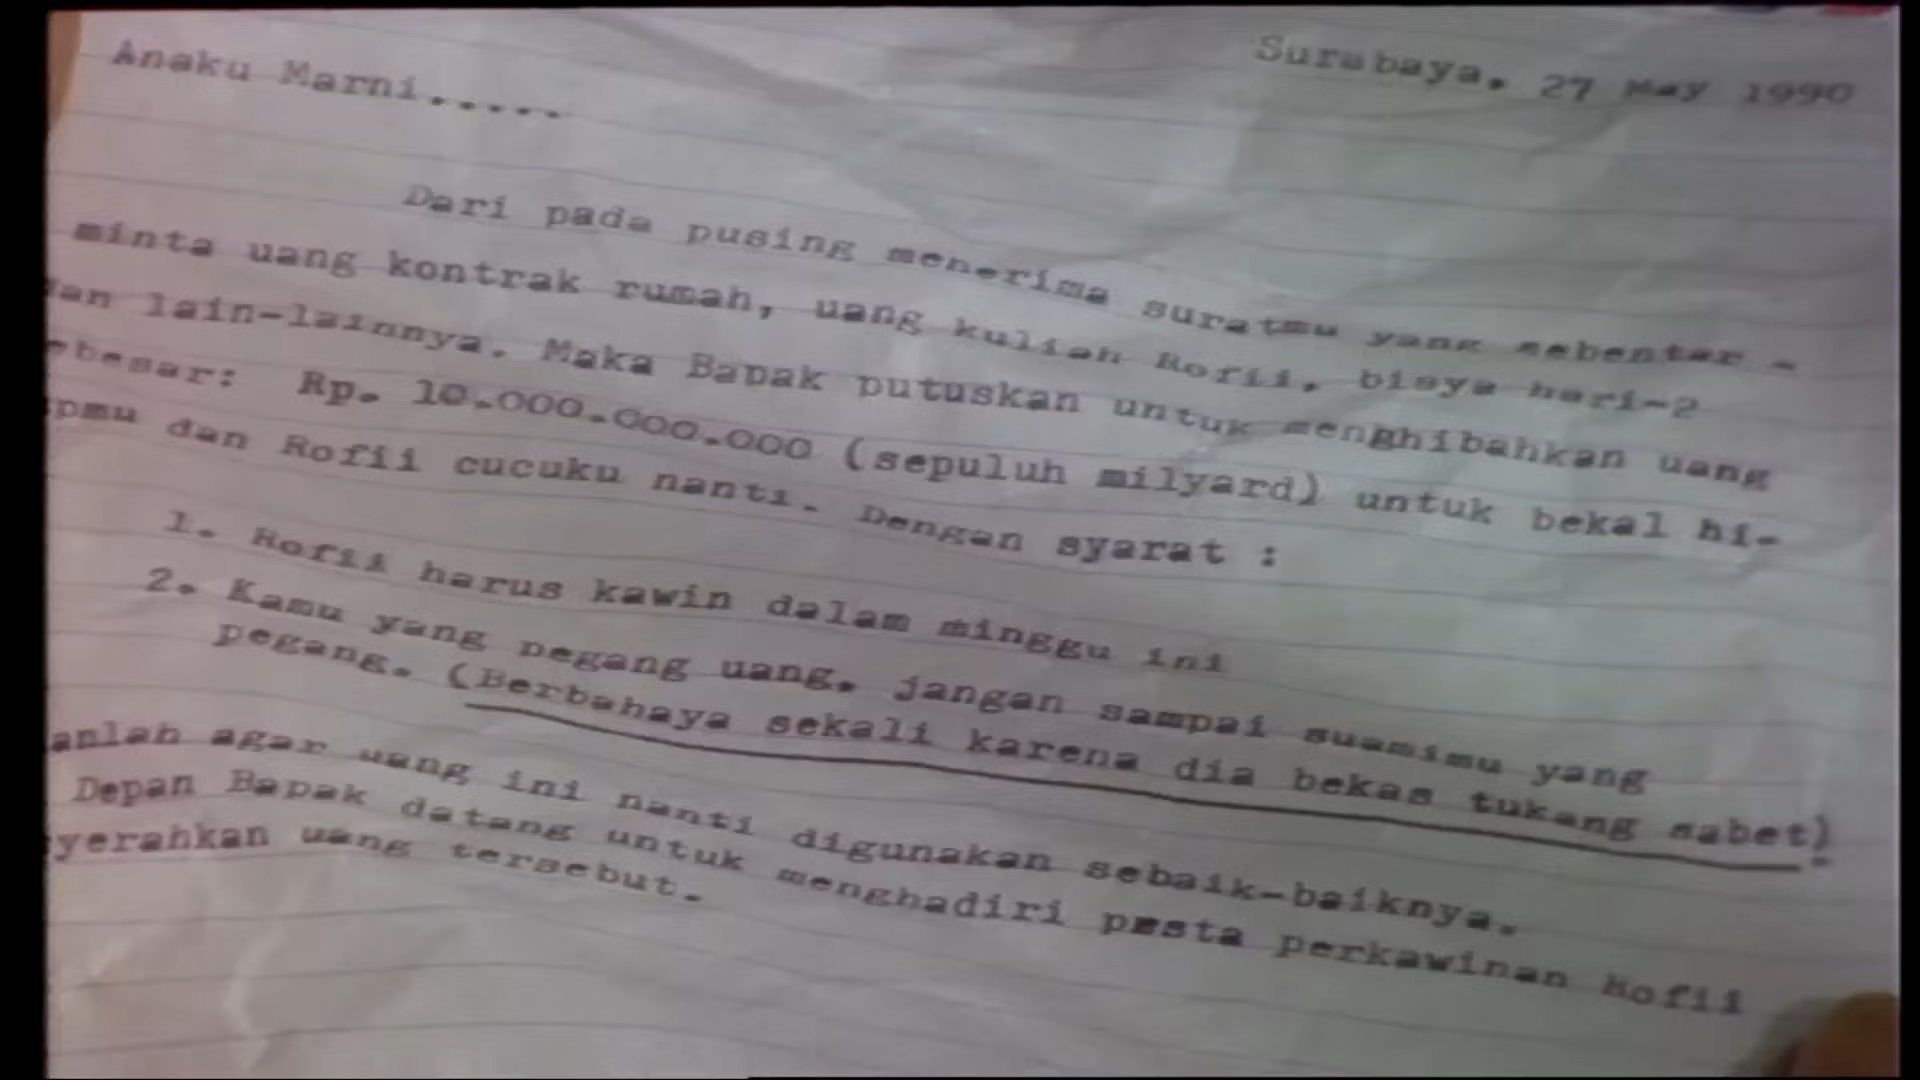 Surabaya, 27 May 1990
Anaku Marni.....
Dari pada pusing menerima suratmu yang sebentar -
minta uang kontrak rumah, uang kuliah Rofii, biaya hari-2
dan lain-lainnya. Maka Bapak putuskan untuk menghibahkan uang
ebesar: Rp. 10.000.000.000 (sepuluh milyard) untuk bekal hi-
pmu dan Rofii cucuku nanti. Dengan syarat :
1. Rofii harus kawin dalam minggu ini
2. Kamu yang pegang uang, jangan sampai suamimu yang
pegang. (Berbahaya sekali karena dia bekas tukang sabet)
anlah agar uang ini nanti digunakan sebaik-baiknya.
Depan Bapak datang untuk menghadiri pesta perkawinan Rofii
yerahkan uang tersebut.